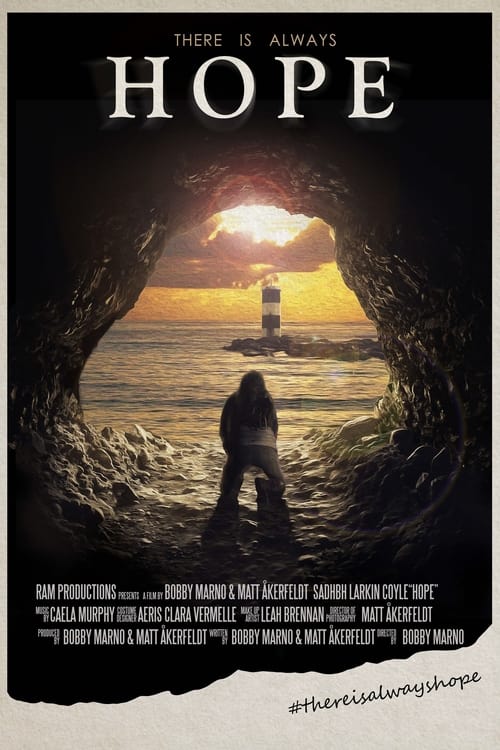 THERE IS ALWAYS
HOPE
RAM PRODUCTIONS PRESENTS A FILM BY BOBBY MARNO & MATT ÅKERFELDT SADHBH LARKIN COYLE "HOPE"
MUSIC BY CAELA MURPHY COSTUME DESIGNER AERIS CLARA VERMELLE MAKE UP ARTIST LEAH BRENNAN DIRECTOR OF PHOTOGRAPHY MATT ÅKERFELDT
PRODUCED BY BOBBY MARNO & MATT ÅKERFELDT WRITTEN BY BOBBY MARNO & MATT ÅKERFELDT DIRECTED BY BOBBY MARNO
#thereisalwayshope